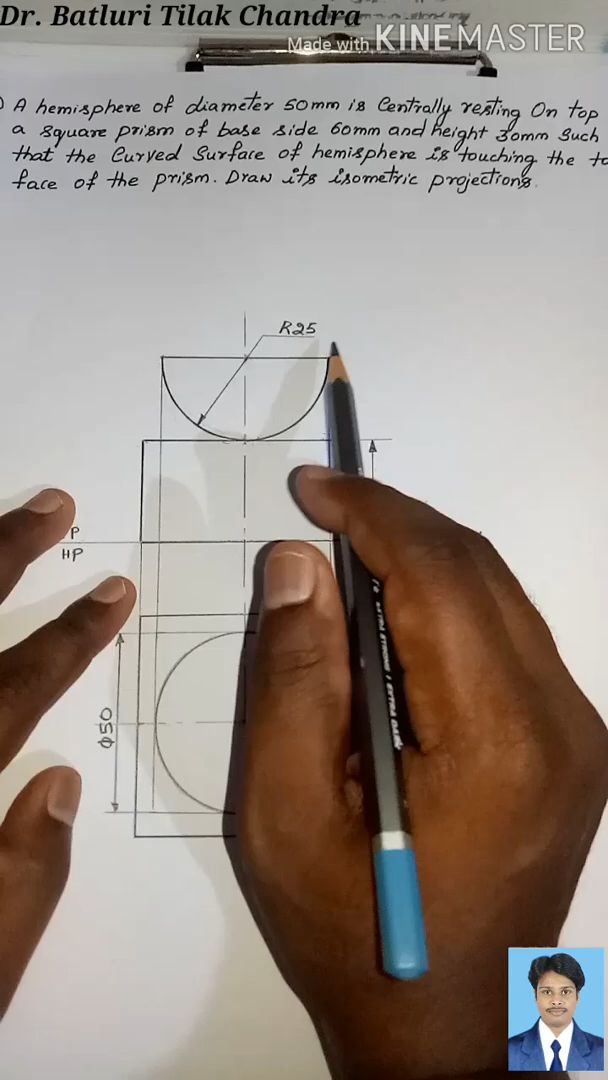 Dr. Batluri Tilak Chandra
Made with KINEMASTER
) A hemisphere of diameter 50mm is Centrally resting On top
a square prism of base side 60mm and height 30mm Such
that the Curved Surface of hemisphere is touching the to
face of the prism. Draw its isometric projections.
R25
P
HP
φ50